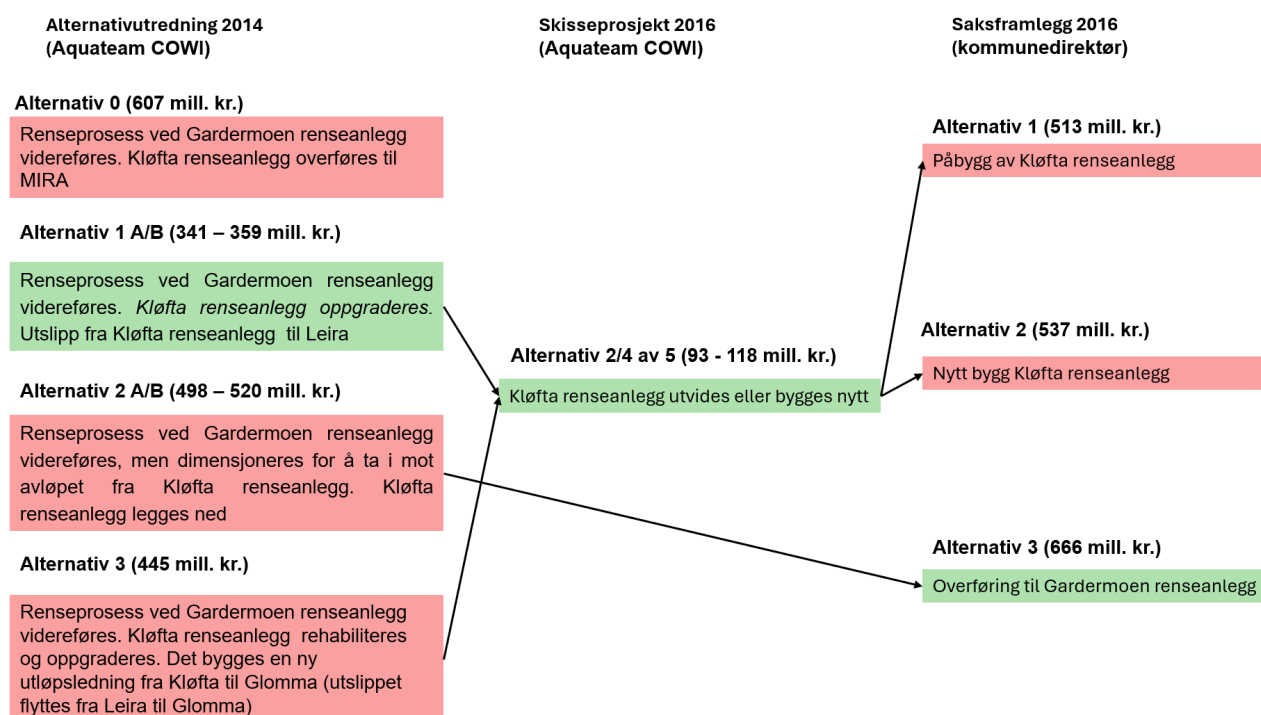 Alternativutredning 2014
(Aquateam COWI)
Alternativ 0 (607 mill. kr.)
Renseprosess ved Gardermoen renseanlegg
videreføres. Kløfta renseanlegg overføres til
MIRA
Alternativ 1 A/B (341 – 359 mill. kr.)
Renseprosess ved Gardermoen renseanlegg
videreføres. Kløfta renseanlegg oppgraderes.
Utslipp fra Kløfta renseanlegg til Leira
Alternativ 2 A/B (498 – 520 mill. kr.)
Renseprosess ved Gardermoen renseanlegg
videreføres, men dimensjoneres for å ta i mot
avløpet fra Kløfta renseanlegg. Kløfta
renseanlegg legges ned
Alternativ 3 (445 mill. kr.)
Renseprosess ved Gardermoen renseanlegg
videreføres. Kløfta renseanlegg rehabiliteres
og oppgraderes. Det bygges en ny
utløpsledning fra Kløfta til Glomma (utslippet
flyttes fra Leira til Glomma)
Skisseprosjekt 2016
(Aquateam COWI)
Alternativ 2/4 av 5 (93 - 118 mill. kr.)
Kløfta renseanlegg utvides eller bygges nytt
Saksframlegg 2016
(kommunedirektør)
Alternativ 1 (513 mill. kr.)
Påbygg av Kløfta renseanlegg
Alternativ 2 (537 mill. kr.)
Nytt bygg Kløfta renseanlegg
Alternativ 3 (666 mill. kr.)
Overføring til Gardermoen renseanlegg